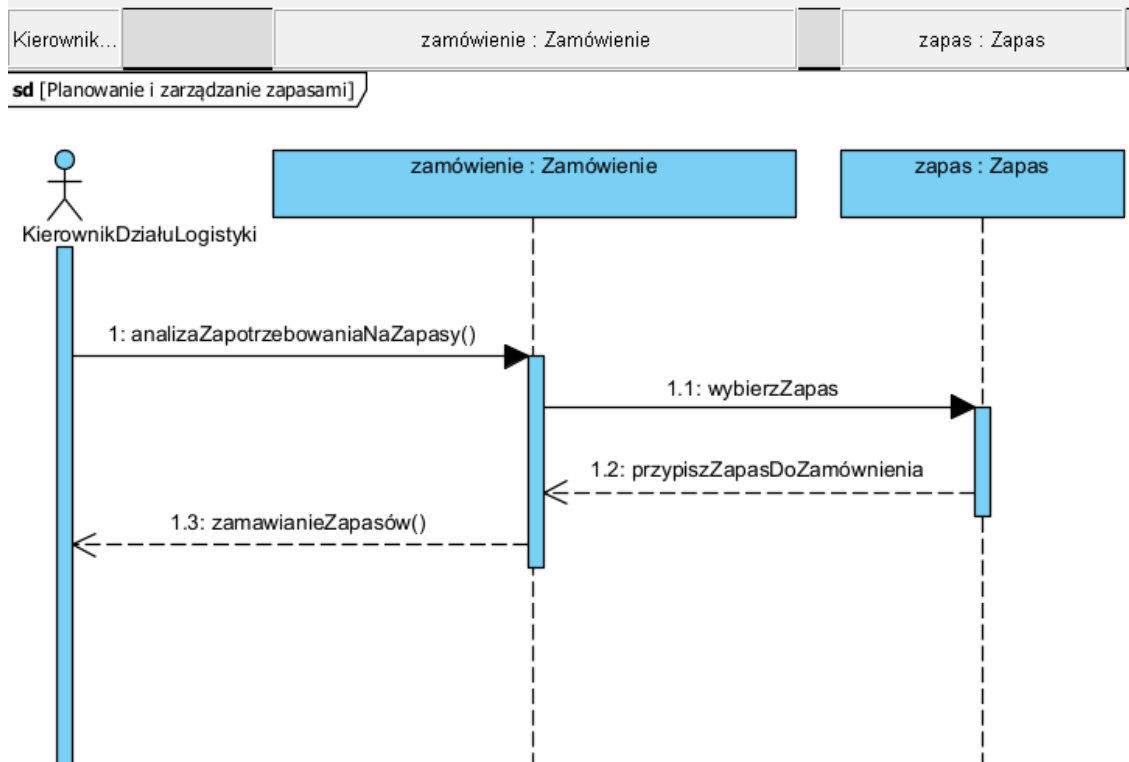 Kierownik...
zamówienie : Zamówienie
zapas : Zapas
sd [Planowanie i zarządzanie zapasami]
zamówienie : Zamówienie
zapas : Zapas
KierownikDziałuLogistyki
1: analizaZapotrzebowaniaNaZapasy()
1.1: wybierzZapas
1.2: przypiszZapasDoZamównienia
1.3: zamawianieZapasów()